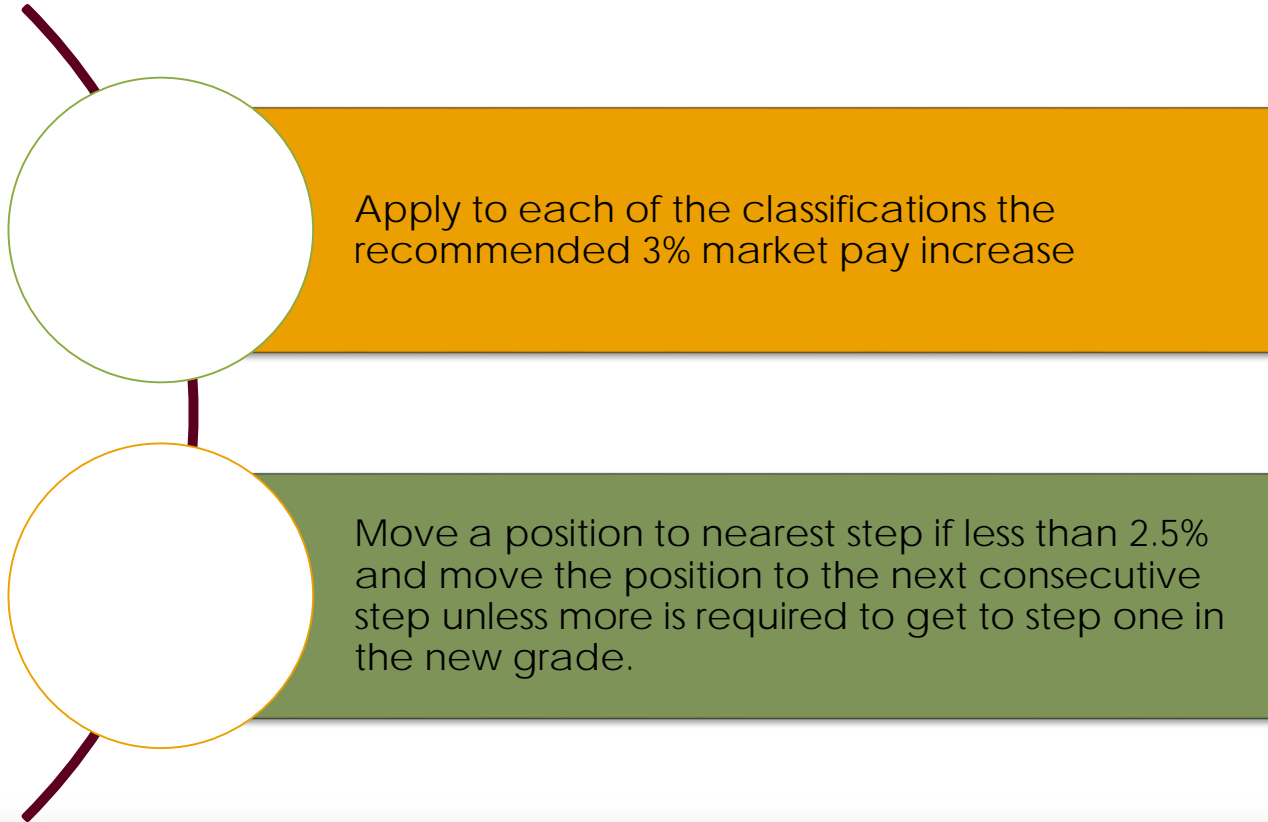 Apply to each of the classifications the
recommended 3% market pay increase
Move a position to nearest step if less than 2.5%
and move the position to the next consecutive
step unless more is required to get to step one in
the new grade.